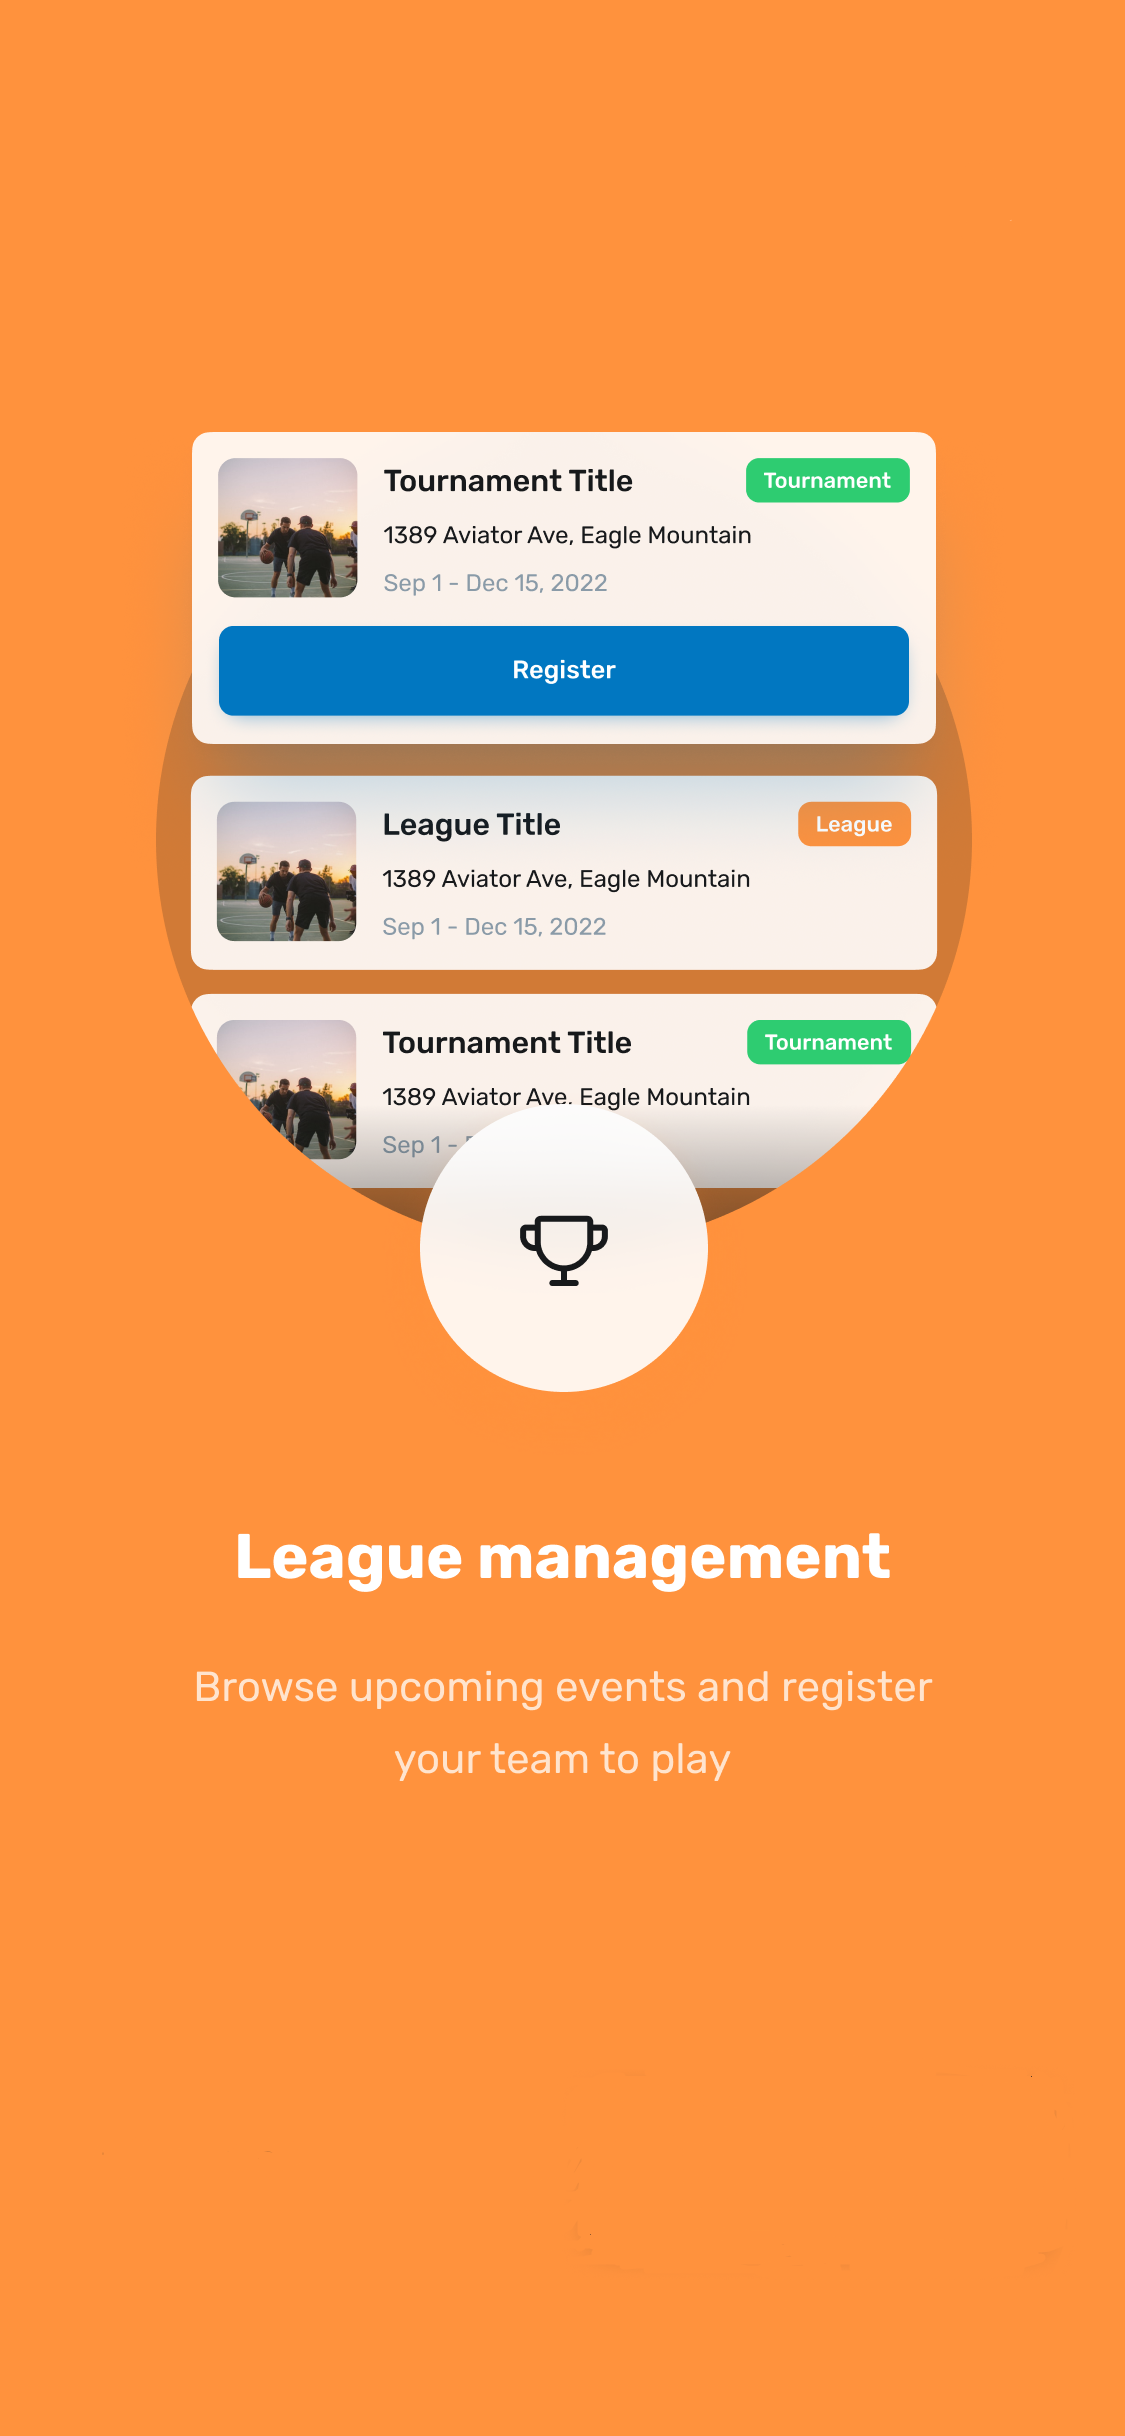 Tournament Title
Tournament
1389 Aviator Ave, Eagle Mountain
Sep 1 - Dec 15, 2022
Register
League Title
League
1389 Aviator Ave, Eagle Mountain
Sep 1 - Dec 15, 2022
Tournament Title
Tournament
1389 Aviator Ave, Eagle Mountain
Sep 1 -
League management
Browse upcoming events and register
your team to play